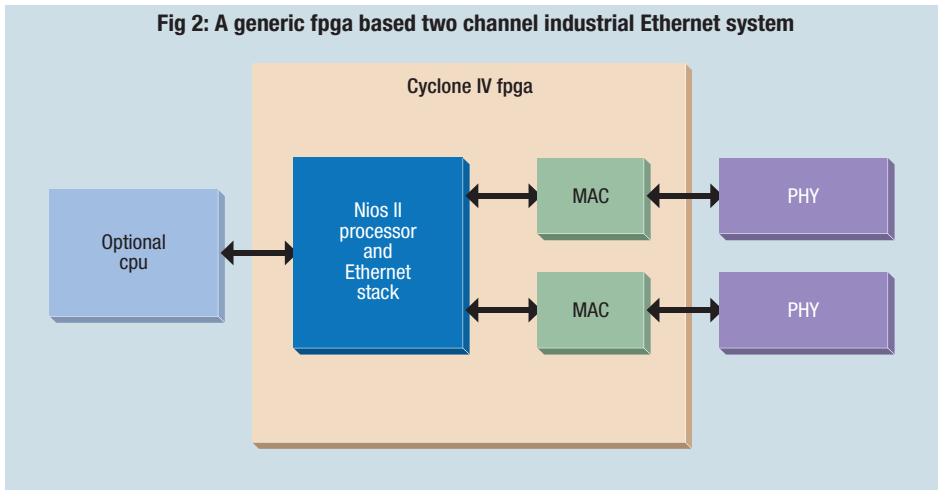 Fig 2: A generic fpga based two channel industrial Ethernet system
Cyclone IV fpga
Optional
cpu
Nios II
processor
and
Ethernet
stack
MAC
PHY
MAC
PHY